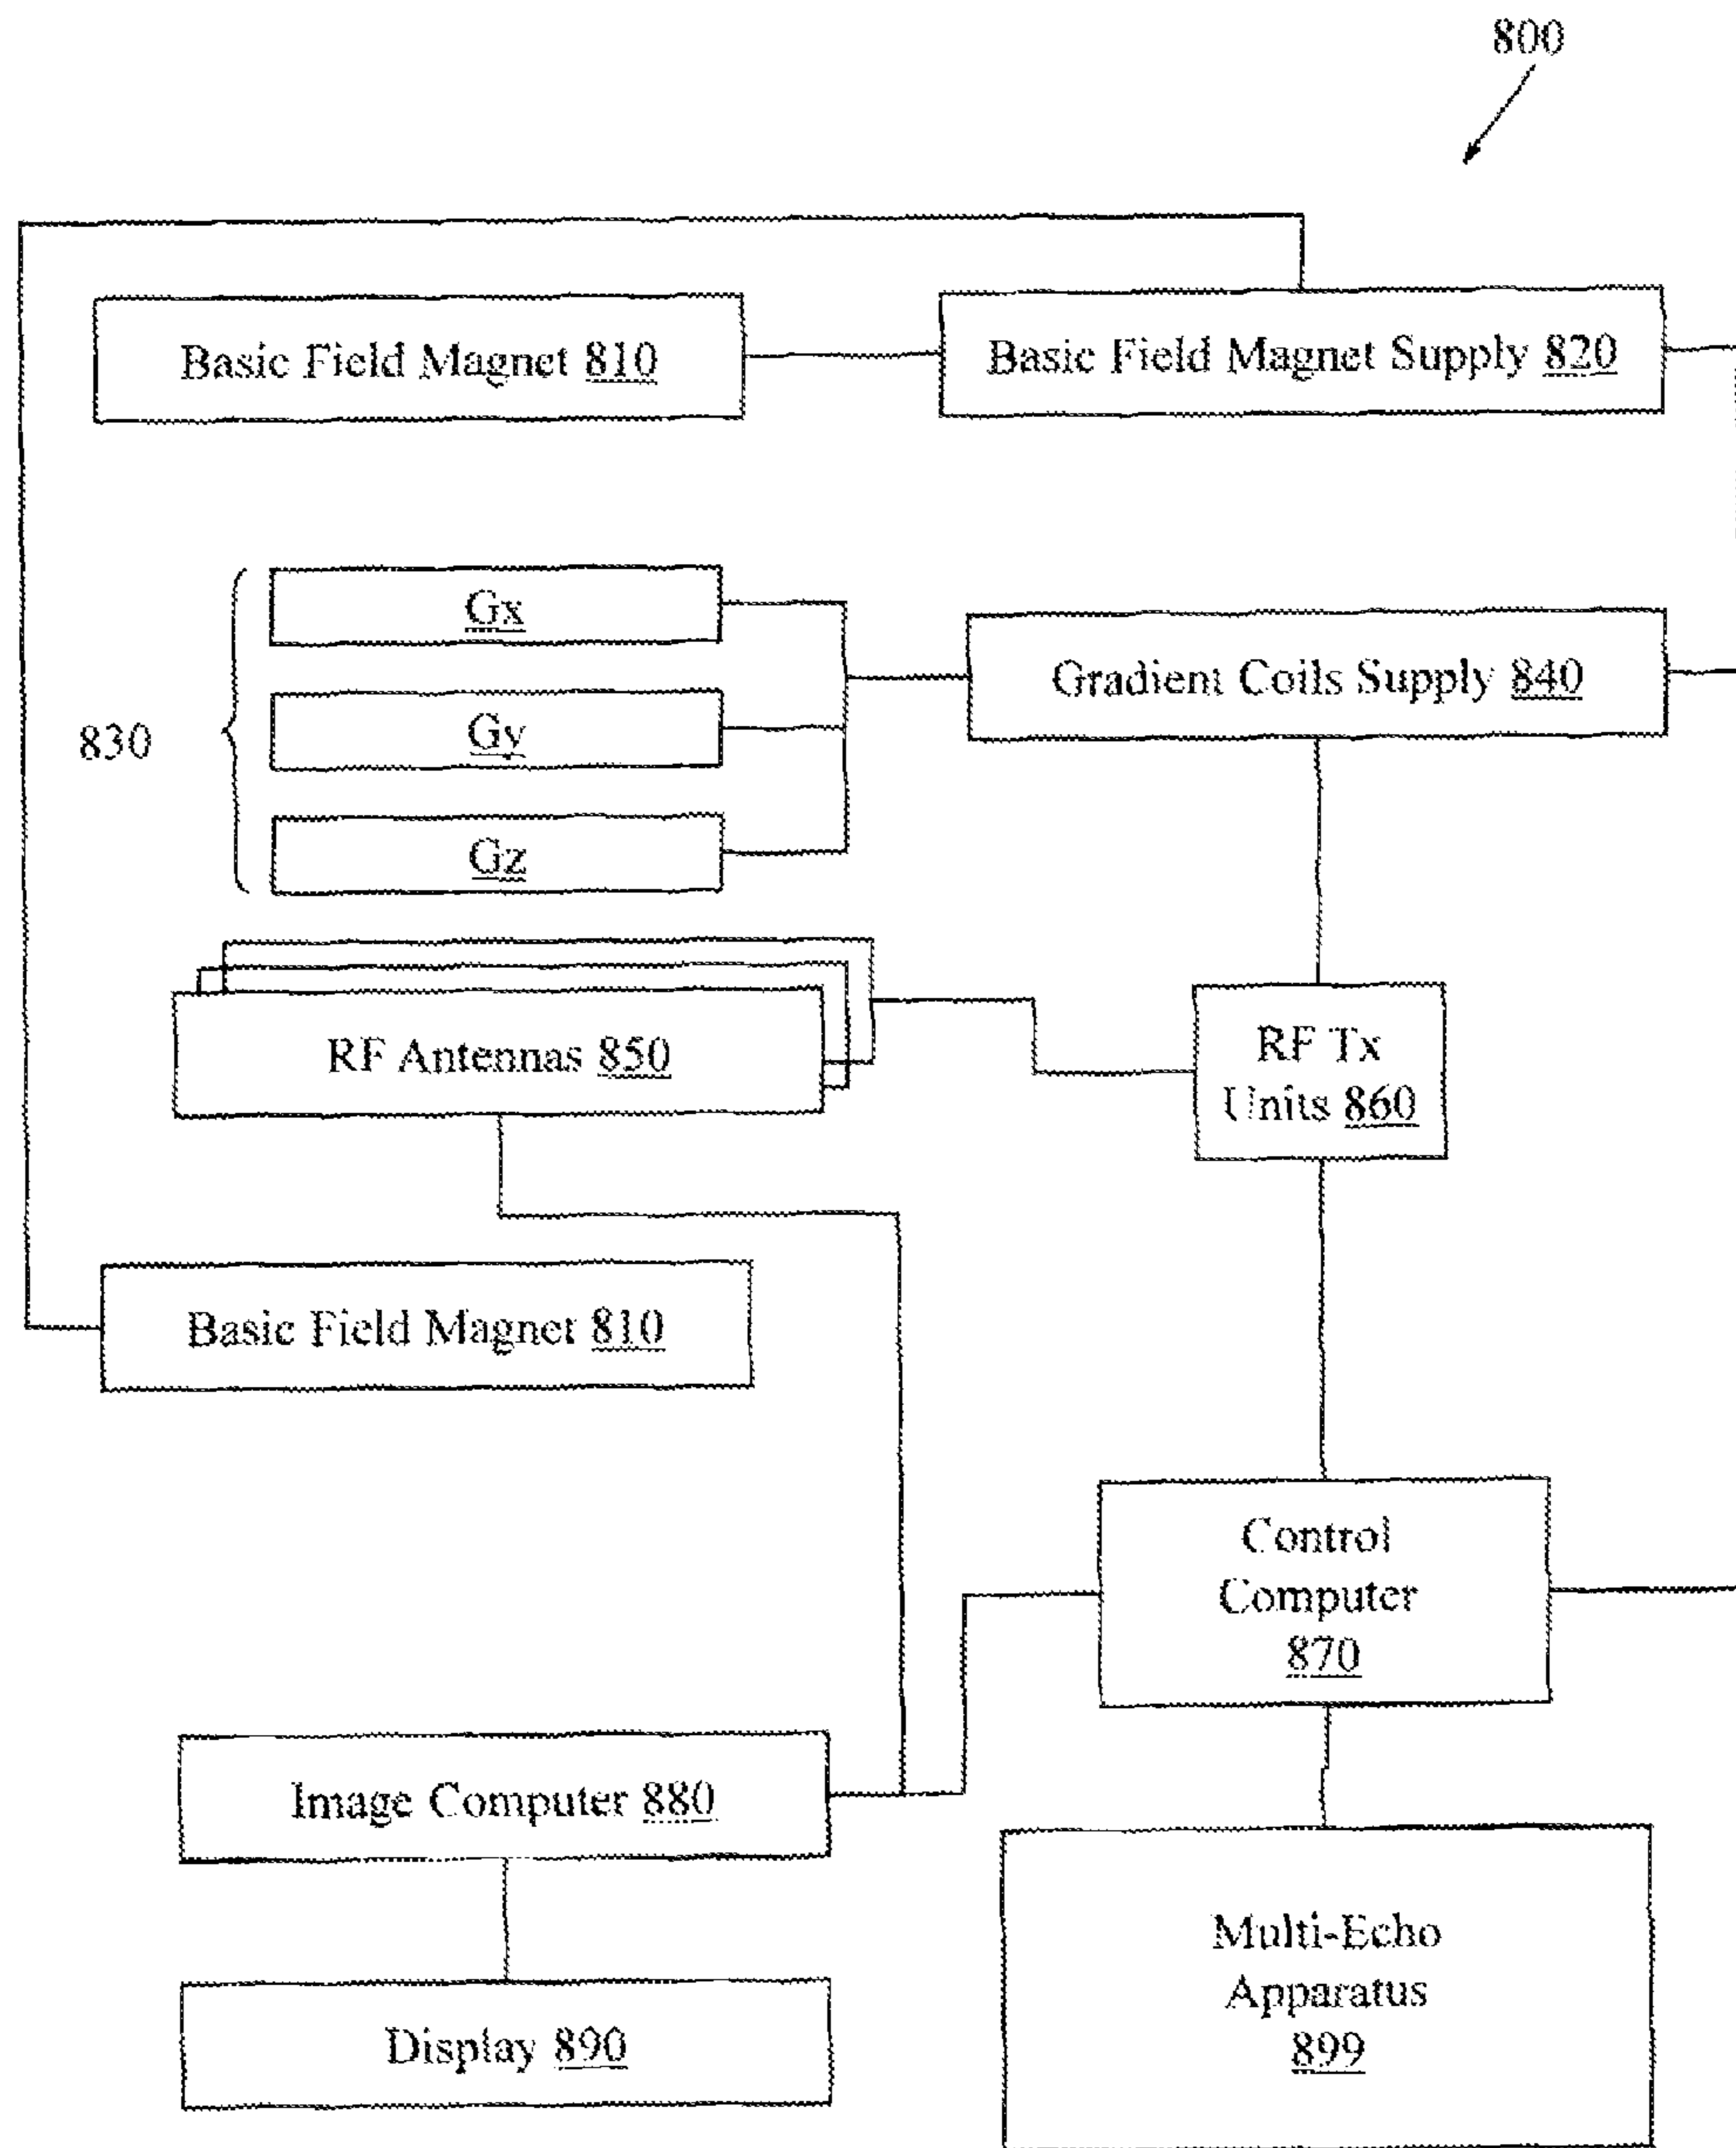 800
Basic Field Magnet 810
Basic Field Magnet Supply 820
Gx
Gy
Gz
830
Gradient Coils Supply 840
RF Antennas 850
RF Tx
Units 860
Basic Field Magnet 810
Control
Computer
870
Image Computer 880
Multi-Echo
Apparatus
899
Display 890